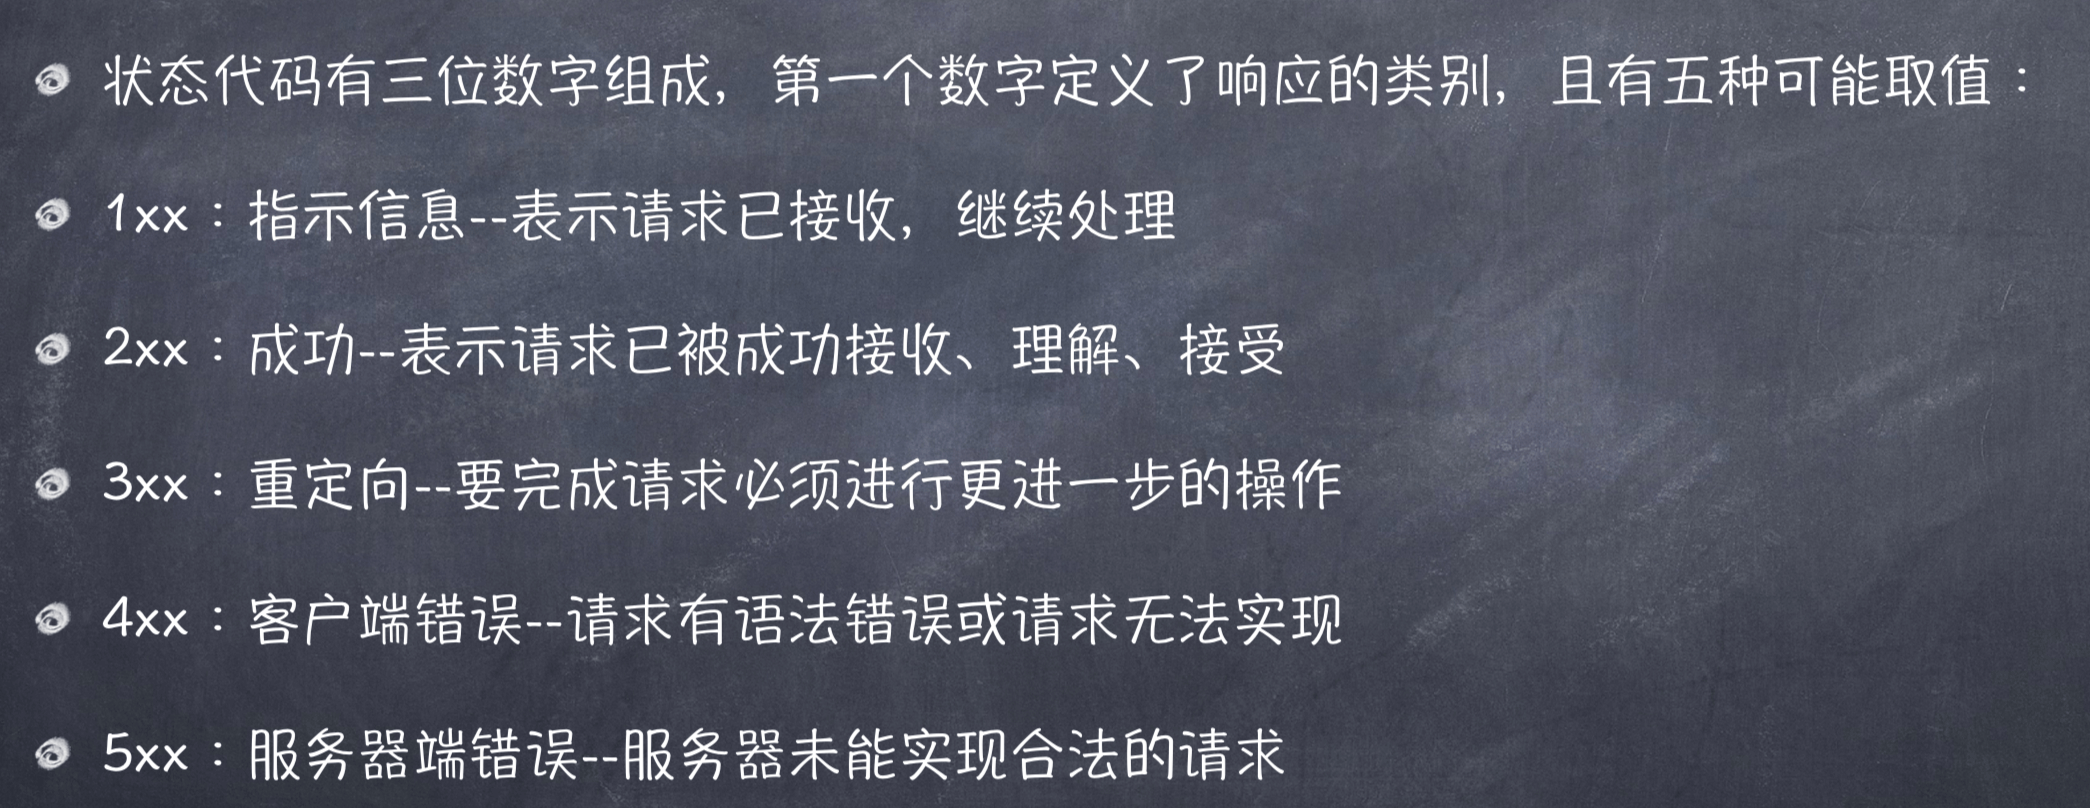 状态代码有三位数字组成，第一个数字定义了响应的类别，且有五种可能取值：
1xx：指示信息--表示请求已接收，继续处理
2xx：成功--表示请求已被成功接收、理解、接受
3xx：重定向--要完成请求必须进行更进一步的操作
4xx：客户端错误--请求有语法错误或请求无法实现
5xx：服务器端错误--服务器未能实现合法的请求